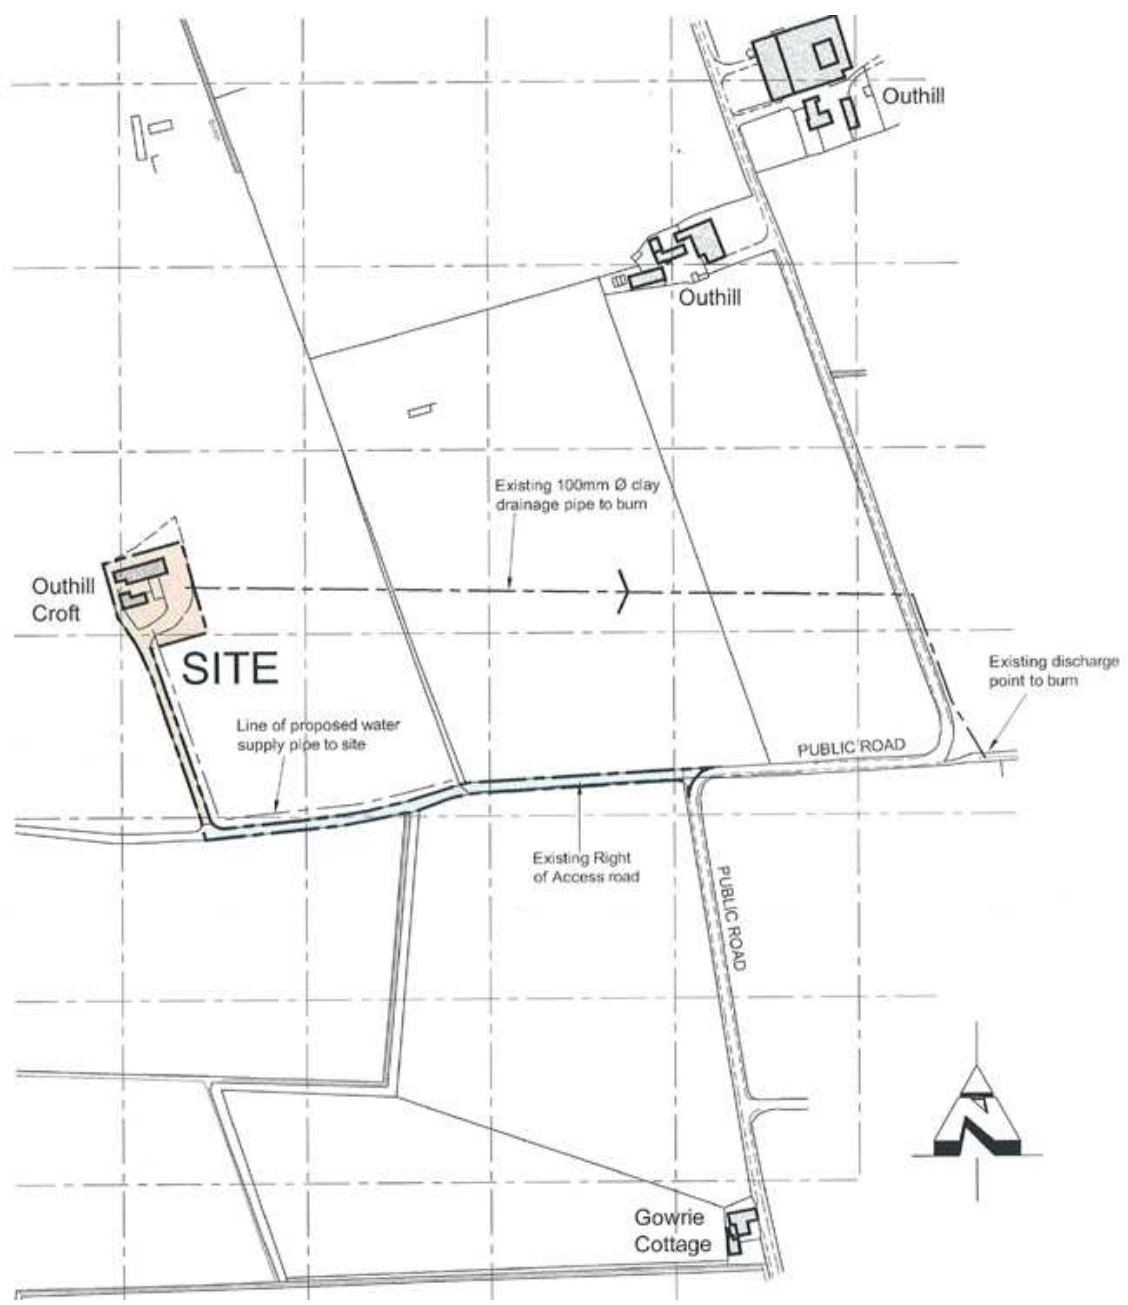 Outhill
Outhill
Existing 100mm Ø clay
drainage pipe to burn
Outhill
Croft
SITE
Existing discharge
point to burn
Line of proposed water
supply pipe to site
PUBLIC ROAD
Existing Right
of Access road
PUBLIC ROAD
N
Gowrie
Cottage